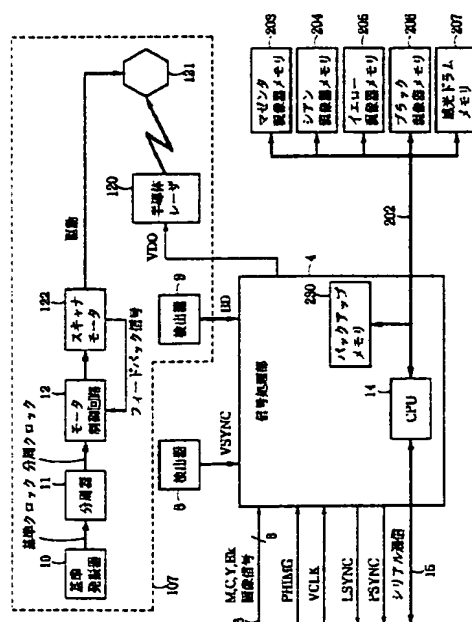 10
基準
発振器
基準クロック
11
分周器
分周クロック
12
モータ
制御回路
122
スキャナ
モータ
フィードバック信号
駆動
121
120
半導体
レーザ
VDO
107
8
検出器
VSYNC
9
検出器
BD
4
信号処理部
230
バックアップ
メモリ
14
CPU
M,C,Y,Bk
画像信号
8
PHIMG
VCLK
LSYNC
PSYNC
シリアル通信
15
202
203
マゼンタ
現像器メモリ
204
シアン
現像器メモリ
205
イエロー
現像器メモリ
206
ブラック
現像器メモリ
207
感光ドラム
メモリ